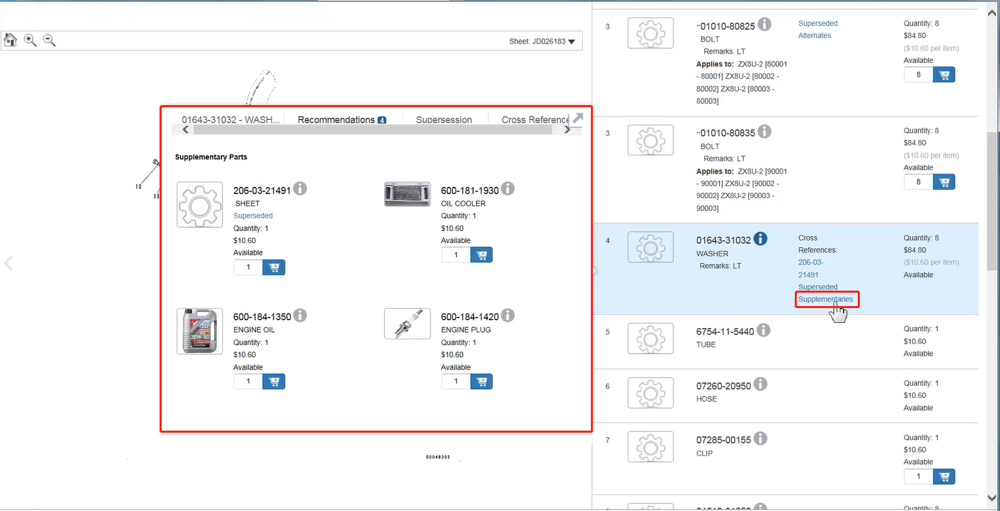 Sheet: JD026183
10
11
00048303
01643-31032 - WASH...
Recommendations 4
Supersession
Cross Reference
Supplementary Parts
206-03-21491
.SHEET
Superseded
Quantity: 1
$10.60
Available
1
600-181-1930
OIL COOLER
Quantity: 1
$10.60
Available
1
600-184-1350
ENGINE OIL
Quantity: 1
$10.60
Available
1
20W-50
600-184-1420
ENGINE PLUG
Quantity: 1
$10.60
Available
1
3
··01010-80825
BOLT
Remarks: LT
Applies to: ZX8U-2 [80001
- 80001] ZX8U-2 [80002 -
80002] ZX8U-2 [80003 -
80003]
Superseded
Alternates
Quantity: 8
$84.80
($10.60 per item)
Available
8
3
··01010-80835
BOLT
Remarks: LT
Applies to: ZX8U-2 [90001
- 90001] ZX8U-2 [90002 -
90002] ZX8U-2 [90003 -
90003]
Quantity: 8
$84.80
($10.60 per item)
Available
8
4
01643-31032
WASHER
Remarks: LT
Cross
References:
206-03-
21491
Superseded
Supplementaries
Quantity: 8
$84.80
($10.60 per item)
Available
5
6754-11-5440
TUBE
Quantity: 1
$10.60
Available
6
07260-20950
HOSE
Quantity: 1
$10.60
Available
7
07285-00155
CLIP
Quantity: 1
$10.60
Available
1
Quantity: 8